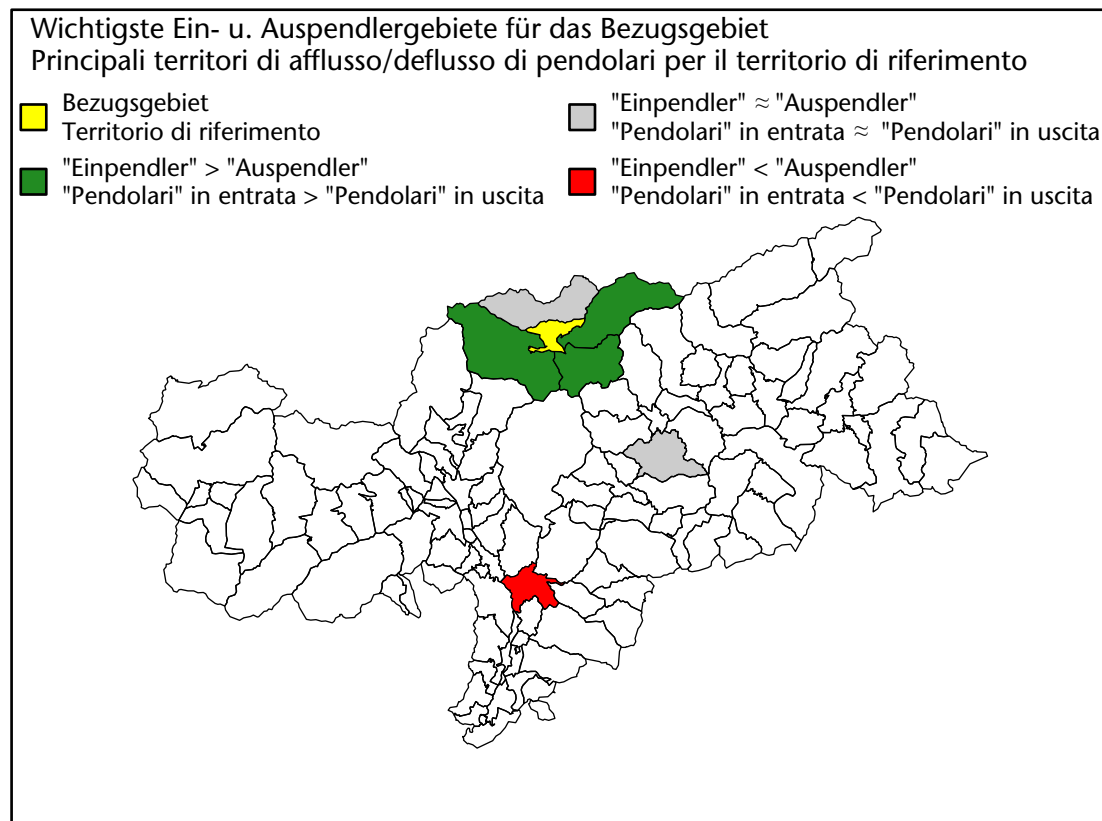 Wichtigste Ein- u. Auspendlergebiete für das Bezugsgebiet
Principali territori di afflusso/deflusso di pendolari per il territorio di riferimento
Bezugsgebiet
Territorio di riferimento
"Einpendler" > "Auspendler"
"Pendolari" in entrata > "Pendolari" in uscita
"Einpendler" ≈ "Auspendler"
"Pendolari" in entrata ≈ "Pendolari" in uscita
"Einpendler" < "Auspendler"
"Pendolari" in entrata < "Pendolari" in uscita